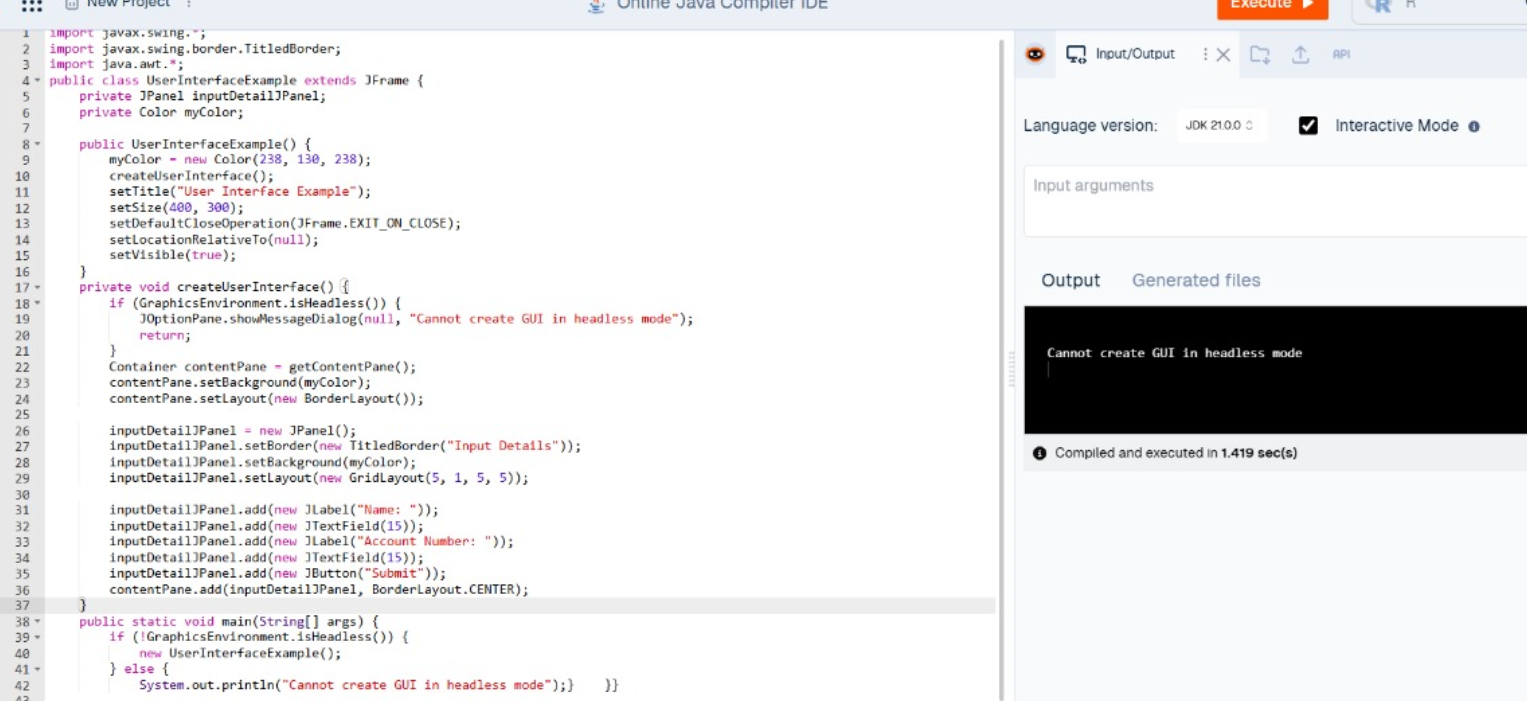 New Project
Online Java Compiler IDE
Execute
R
1 import javax.swing.*;
2 import javax.swing.border.TitledBorder;
3 import java.awt.*;
4 public class UserInterfaceExample extends JFrame {
5 private JPanel inputDetailJPanel;
6 private Color myColor;
7
8 public UserInterfaceExample() {
9 myColor = new Color(238, 130, 238);
10 createUserInterface();
11 setTitle("User Interface Example");
12 setSize(400, 300);
13 setDefaultCloseOperation(JFrame.EXIT_ON_CLOSE);
14 setLocationRelativeTo(null);
15 setVisible(true);
16 }
17 private void createUserInterface() {
18 if (GraphicsEnvironment.isHeadless()) {
19 JOptionPane.showMessageDialog(null, "Cannot create GUI in headless mode");
20 return;
21 }
22 Container contentPane = getContentPane();
23 contentPane.setBackground(myColor);
24 contentPane.setLayout(new BorderLayout());
25
26 inputDetailJPanel = new JPanel();
27 inputDetailJPanel.setBorder(new TitledBorder("Input Details"));
28 inputDetailJPanel.setBackground(myColor);
29 inputDetailJPanel.setLayout(new GridLayout(5, 1, 5, 5));
30
31 inputDetailJPanel.add(new JLabel("Name: "));
32 inputDetailJPanel.add(new JTextField(15));
33 inputDetailJPanel.add(new JLabel("Account Number: "));
34 inputDetailJPanel.add(new JTextField(15));
35 inputDetailJPanel.add(new JButton("Submit"));
36 contentPane.add(inputDetailJPanel, BorderLayout.CENTER);
37 }
38 public static void main(String[] args) {
39 if (!GraphicsEnvironment.isHeadless()) {
40 new UserInterfaceExample();
41 } else {
42 System.out.println("Cannot create GUI in headless mode");} }}
43
Input/Output
API
Language version: JDK 21.0.0 Interactive Mode
Input arguments
Output Generated files
Cannot create GUI in headless mode
Compiled and executed in 1.419 sec(s)